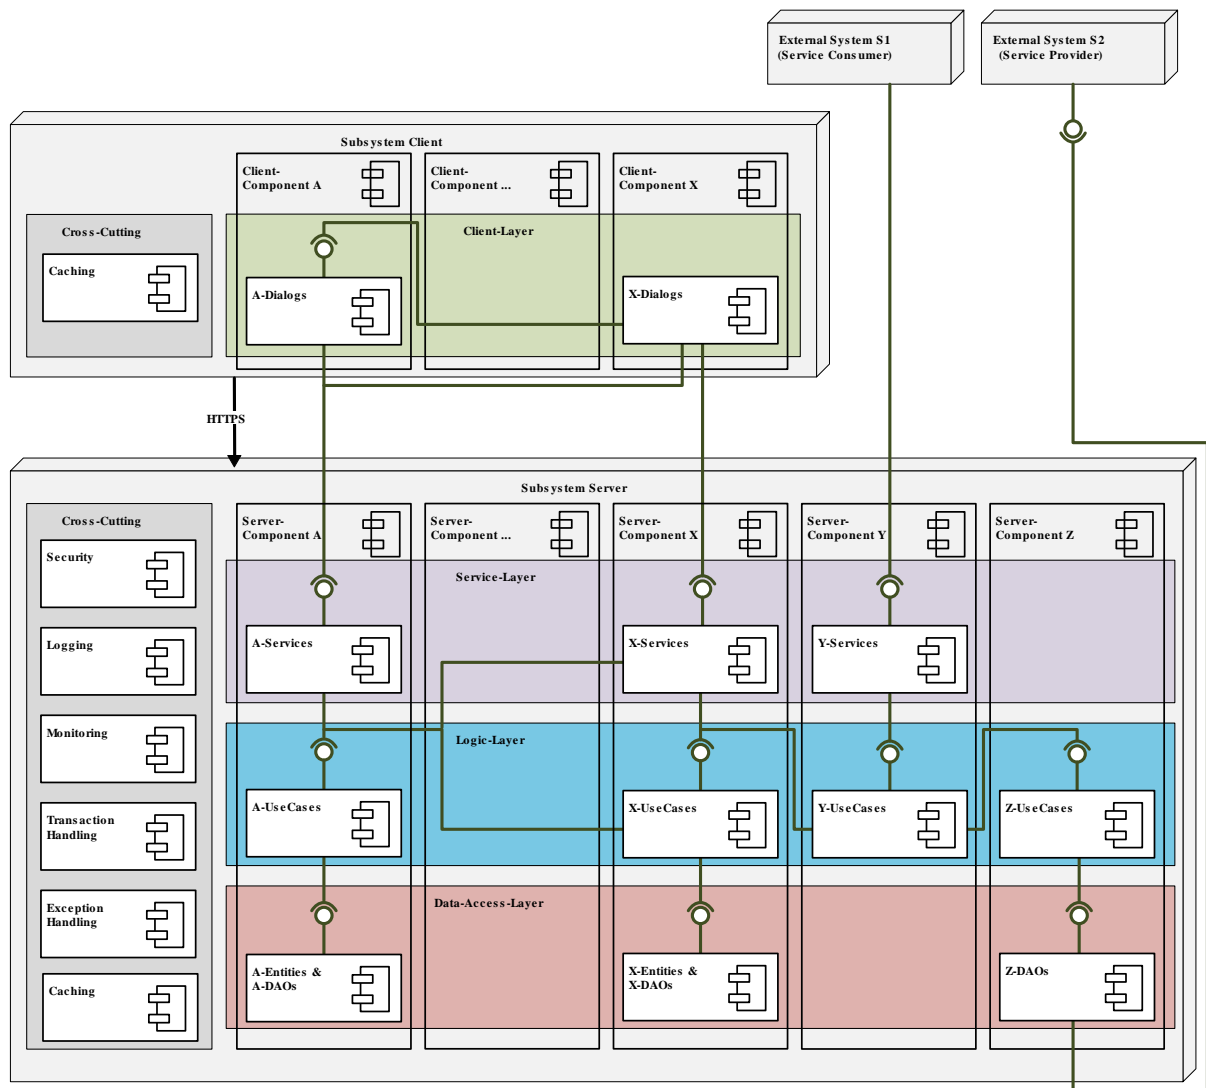 External System S1
(Service Consumer)
External System S2
(Service Provider)
Subsystem Client
Client-
Component A
Client-
Component ...
Client-
Component X
Cross-Cutting
Client-Layer
Caching
A-Dialogs
X-Dialogs
HTTPS
Subsystem Server
Cross-Cutting
Server-
Component A
Server-
Component ...
Server-
Component X
Server-
Component Y
Server-
Component Z
Security
Service-Layer
Logging
A-Services
X-Services
Y-Services
Monitoring
Logic-Layer
Transaction
Handling
A-UseCases
X-UseCases
Y-UseCases
Z-UseCases
Exception
Handling
Data-Access-Layer
Caching
A-Entities &
A-DAOs
X-Entities &
X-DAOs
Z-DAOs